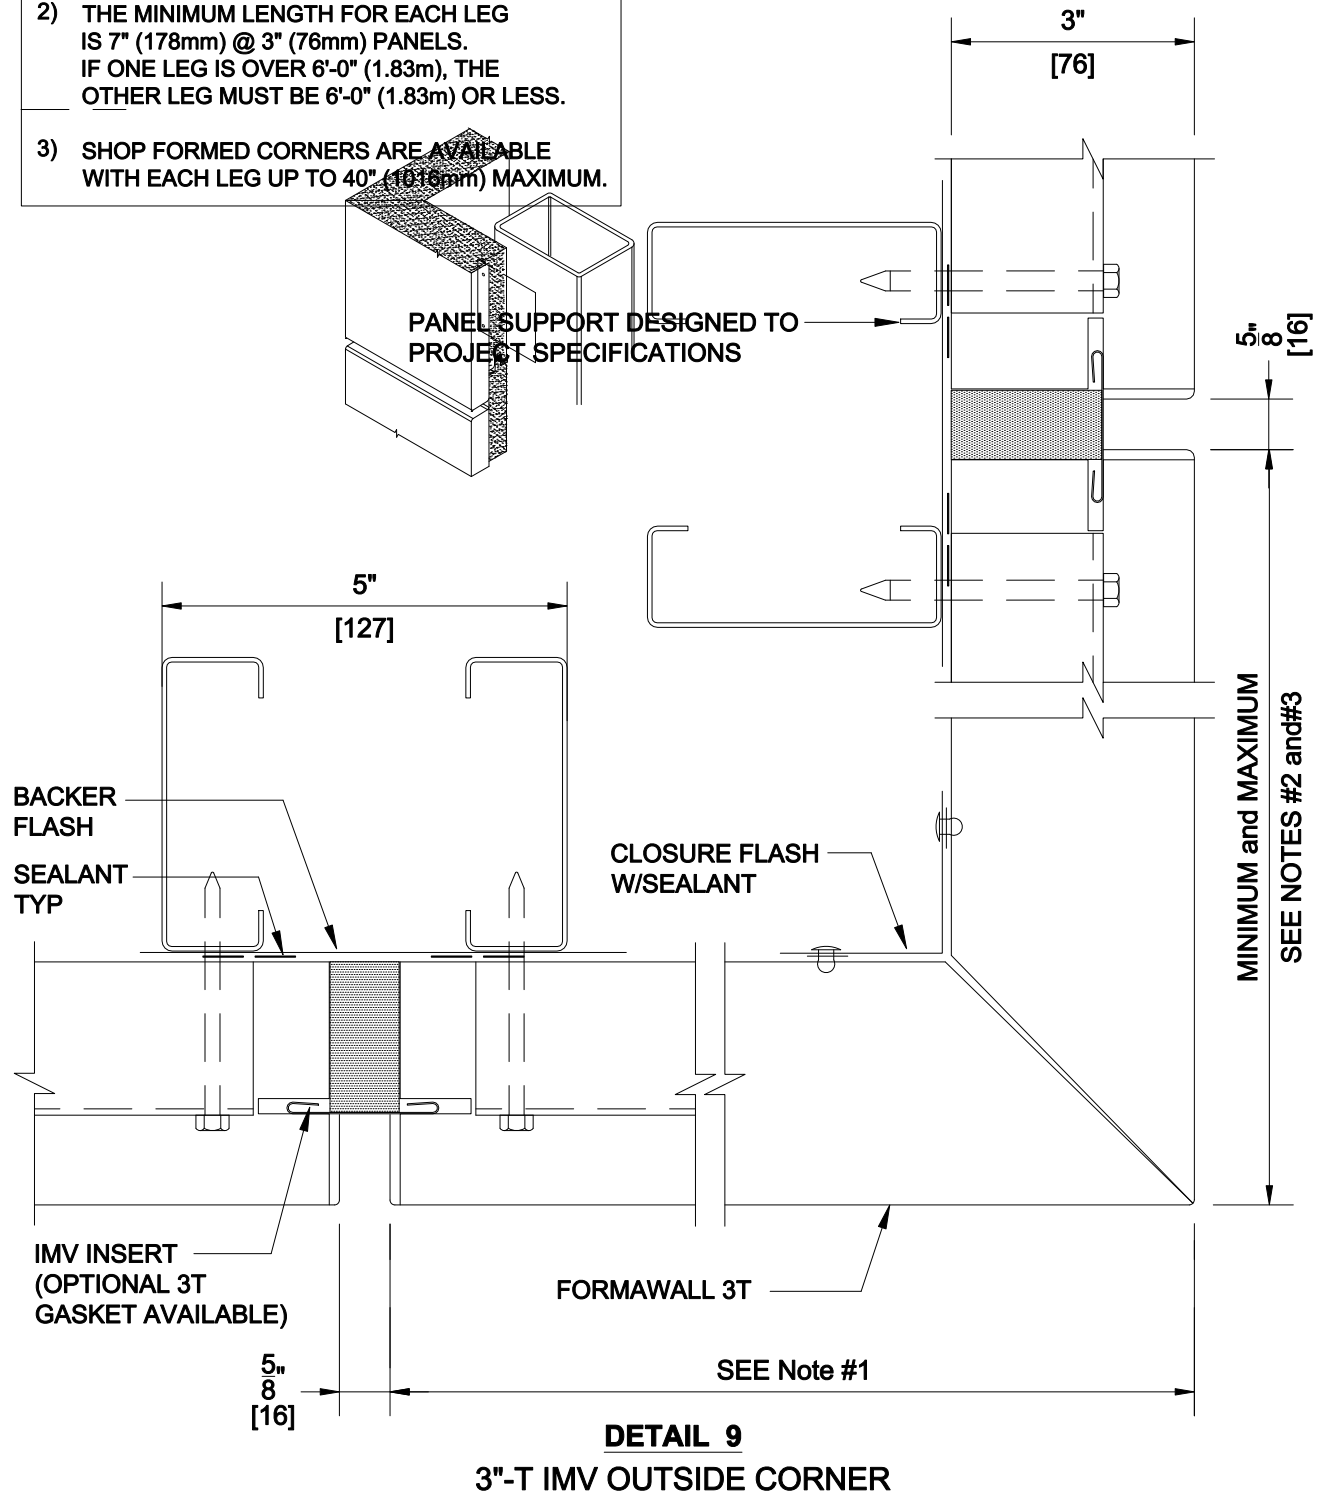 2) THE MINIMUM LENGTH FOR EACH LEG
IS 7" (178mm) @ 3" (76mm) PANELS.
IF ONE LEG IS OVER 6'-0" (1.83m), THE
OTHER LEG MUST BE 6'-0" (1.83m) OR LESS.
3) SHOP FORMED CORNERS ARE AVAILABLE
WITH EACH LEG UP TO 40" (1016mm) MAXIMUM.
3"
[76]
PANEL SUPPORT DESIGNED TO
PROJECT SPECIFICATIONS
5/8"
[16]
5"
[127]
BACKER
FLASH
SEALANT
TYP
CLOSURE FLASH
W/SEALANT
MINIMUM and MAXIMUM
SEE NOTES #2 and#3
IMV INSERT
(OPTIONAL 3T
GASKET AVAILABLE)
FORMAWALL 3T
5/8"
[16]
SEE Note #1
DETAIL 9
3"-T IMV OUTSIDE CORNER